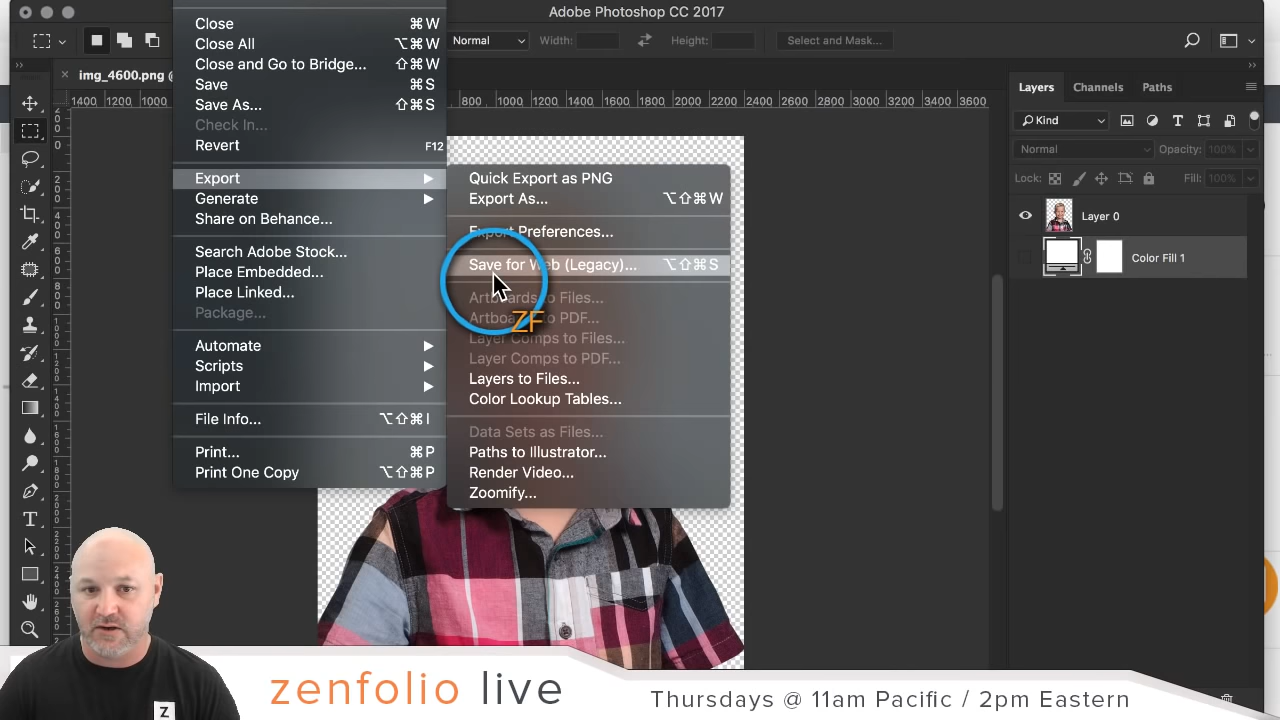 Adobe Photoshop CC 2017
Normal
Width:
Height:
Select and Mask...
img_4600.png @
1400 1200 1000 800 1000 1200 1400 1600 1800 2000 2200 2400 2600 2800 3000 3200 3400 3600
Close ⌘W
Close All ⌥⌘W
Close and Go to Bridge... ⇧⌘W
Save ⌘S
Save As... ⇧⌘S
Check In...
Revert F12
Export
Generate
Share on Behance...
Search Adobe Stock...
Place Embedded...
Place Linked...
Package...
Automate
Scripts
Import
File Info... ⌥⇧⌘I
Print... ⌘P
Print One Copy ⌥⇧⌘P
Quick Export as PNG
Export As... ⌥⇧⌘W
Export Preferences...
Save for Web (Legacy)... ⌥⇧⌘S
Artboards to Files...
Artboards to PDF...
ZF
Layer Comps to Files...
Layer Comps to PDF...
Layers to Files...
Color Lookup Tables...
Data Sets as Files...
Paths to Illustrator...
Render Video...
Zoomify...
Layers Channels Paths
Kind
Normal Opacity: 100%
Lock: Fill: 100%
Layer 0
Color Fill 1
Z
zenfolio live
Thursdays @ 11am Pacific / 2pm Eastern